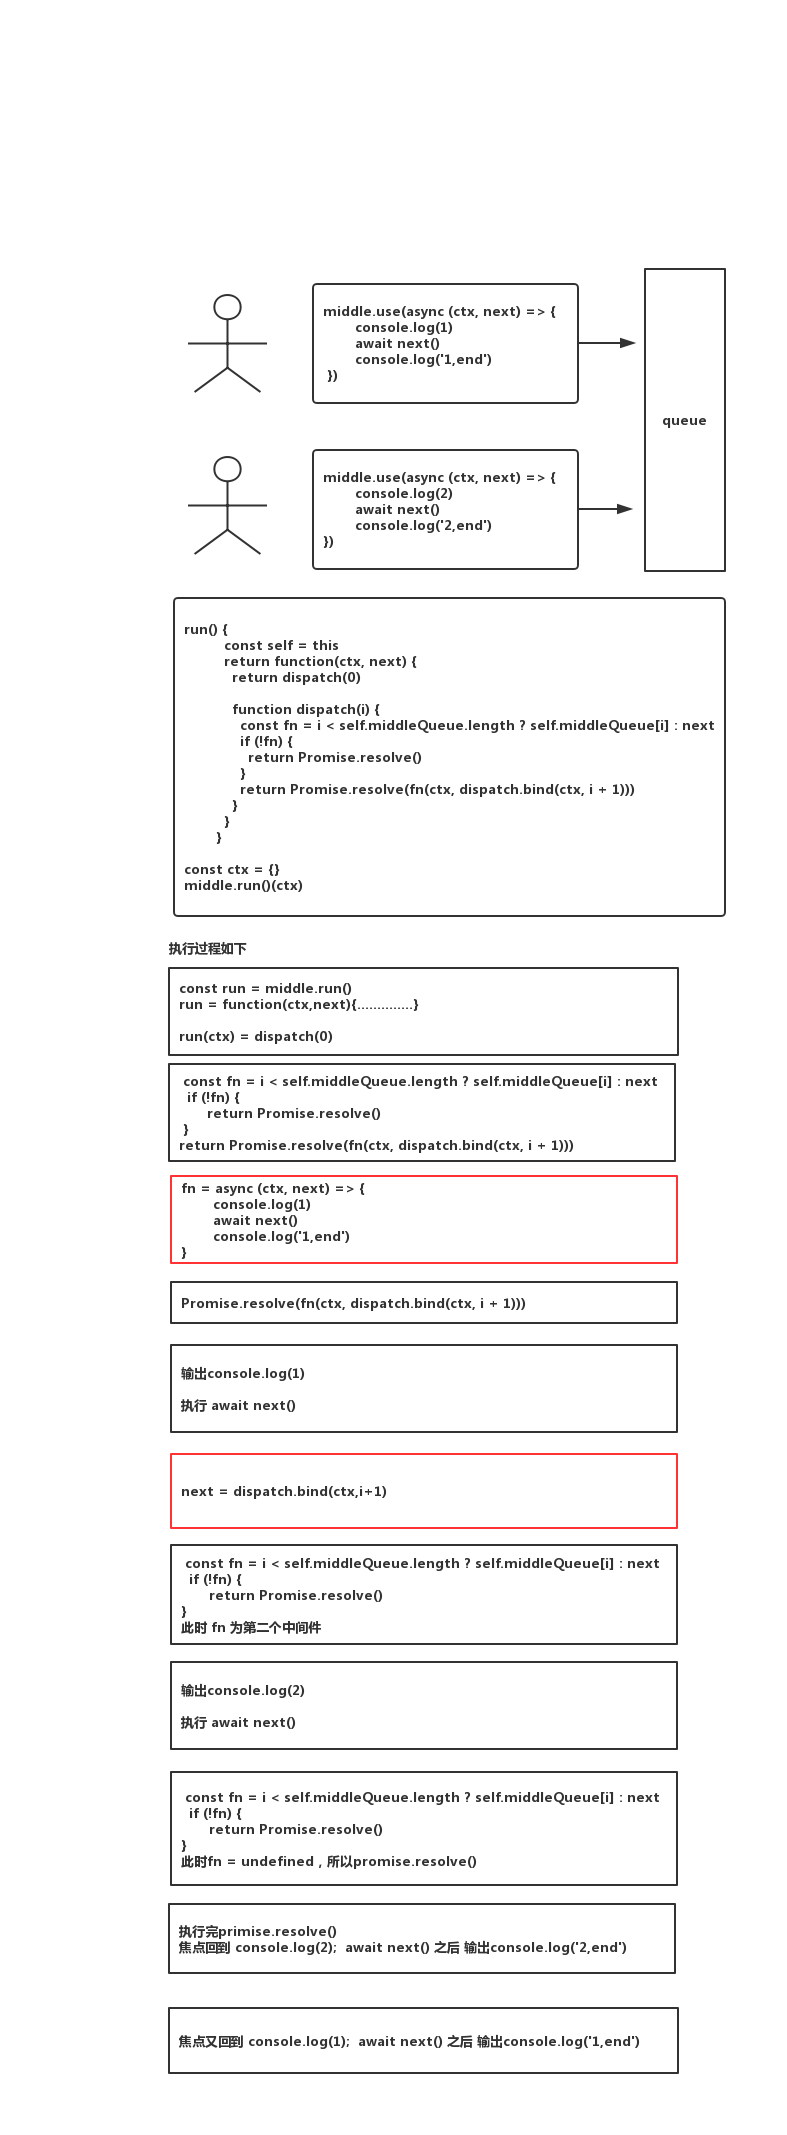 middle.use(async (ctx, next) => {
console.log(1)
await next()
console.log('1,end')
})
queue
middle.use(async (ctx, next) => {
console.log(2)
await next()
console.log('2,end')
})
run() {
const self = this
return function(ctx, next) {
return dispatch(0)
function dispatch(i) {
const fn = i < self.middleQueue.length ? self.middleQueue[i] : next
if (!fn) {
return Promise.resolve()
}
return Promise.resolve(fn(ctx, dispatch.bind(ctx, i + 1)))
}
}
}
const ctx = {}
middle.run()(ctx)
执行过程如下
const run = middle.run()
run = function(ctx,next){..............}
run(ctx) = dispatch(0)
const fn = i < self.middleQueue.length ? self.middleQueue[i] : next
if (!fn) {
return Promise.resolve()
}
return Promise.resolve(fn(ctx, dispatch.bind(ctx, i + 1)))
fn = async (ctx, next) => {
console.log(1)
await next()
console.log('1,end')
}
Promise.resolve(fn(ctx, dispatch.bind(ctx, i + 1)))
输出console.log(1)
执行 await next()
next = dispatch.bind(ctx,i+1)
const fn = i < self.middleQueue.length ? self.middleQueue[i] : next
if (!fn) {
return Promise.resolve()
}
此时 fn 为第二个中间件
输出console.log(2)
执行 await next()
const fn = i < self.middleQueue.length ? self.middleQueue[i] : next
if (!fn) {
return Promise.resolve()
}
此时fn = undefined , 所以promise.resolve()
执行完primise.resolve()
焦点回到 console.log(2);  await next() 之后 输出console.log('2,end')
焦点又回到 console.log(1);  await next() 之后 输出console.log('1,end')